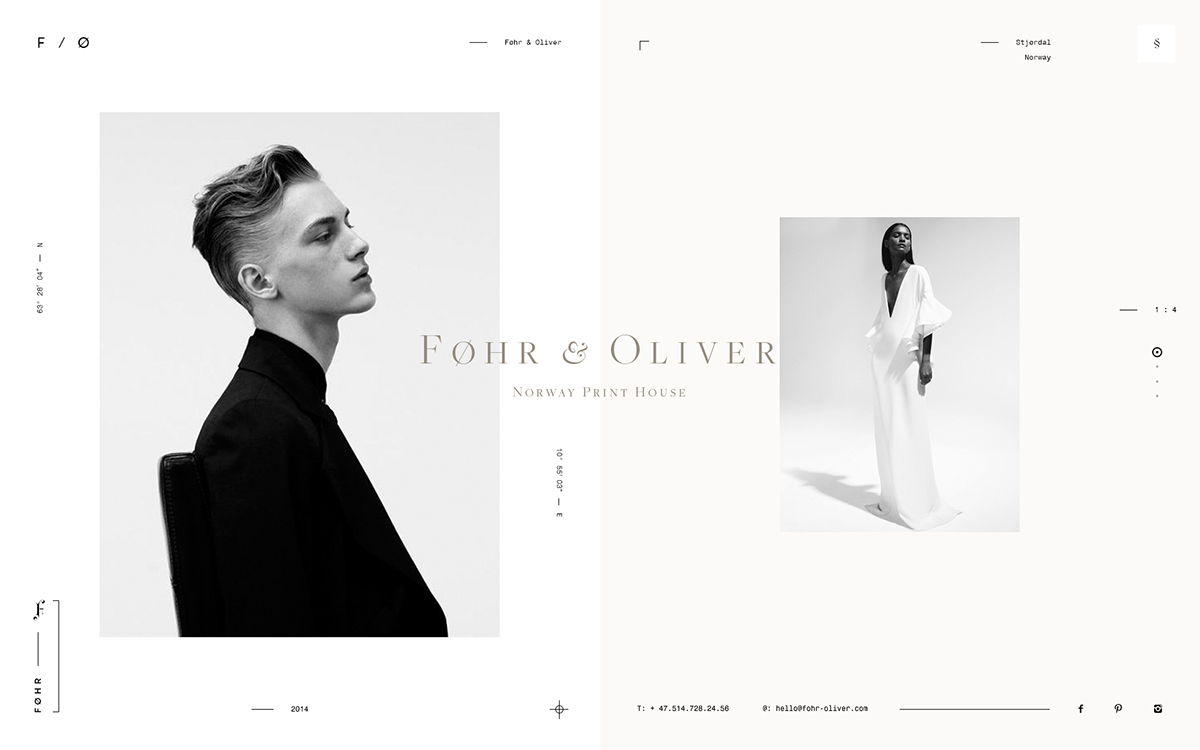 F / Ø
Føhr & Oliver
Stjørdal
Norway
§
63° 28' 04" — N
Føhr & Oliver
Norway Print House
1 : 4
10° 55' 03" — E
FØHR
2014
T: + 47.514.728.24.56
@: hello@fohr-oliver.com